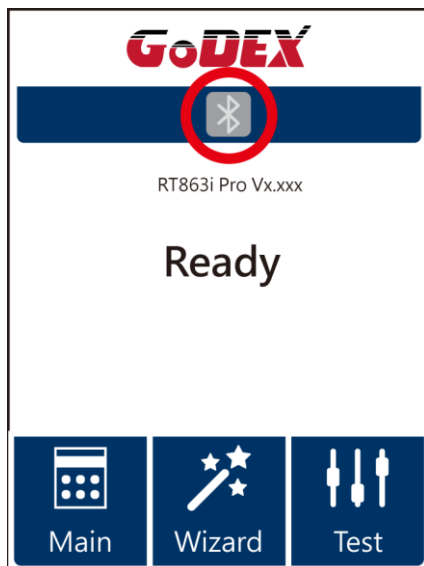 GoDEX
RT863i Pro Vx.xxx
Ready
Main
Wizard
Test